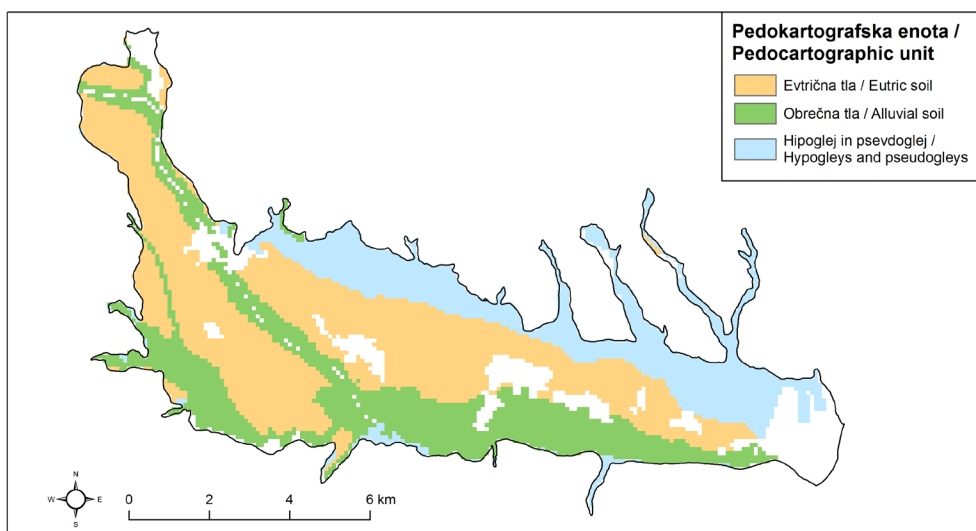 Pedokartografska enota /
Pedocartographic unit
Evtrična tla / Eutric soil
Obrečna tla / Alluvial soil
Hipoglej in psevdoglej /
Hypogleys and pseudogleys
N
W E
S
0 2 4 6 km